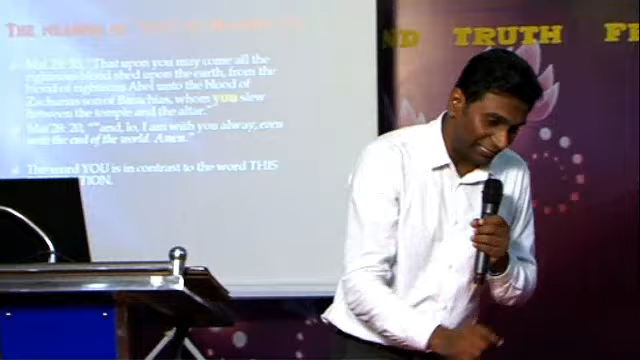 THE MEANING OF
Mat 23:35, "That upon you may come all the
righteous blood shed upon the earth, from the
blood of righteous Abel unto the blood of
Zacharias son of Barachias, whom you slew
between the temple and the altar."
Mat 28:20, "and, lo, I am with you alway, even
unto the end of the world. Amen."
The word YOU is in contrast to the word THIS
TION.
ND TRUTH